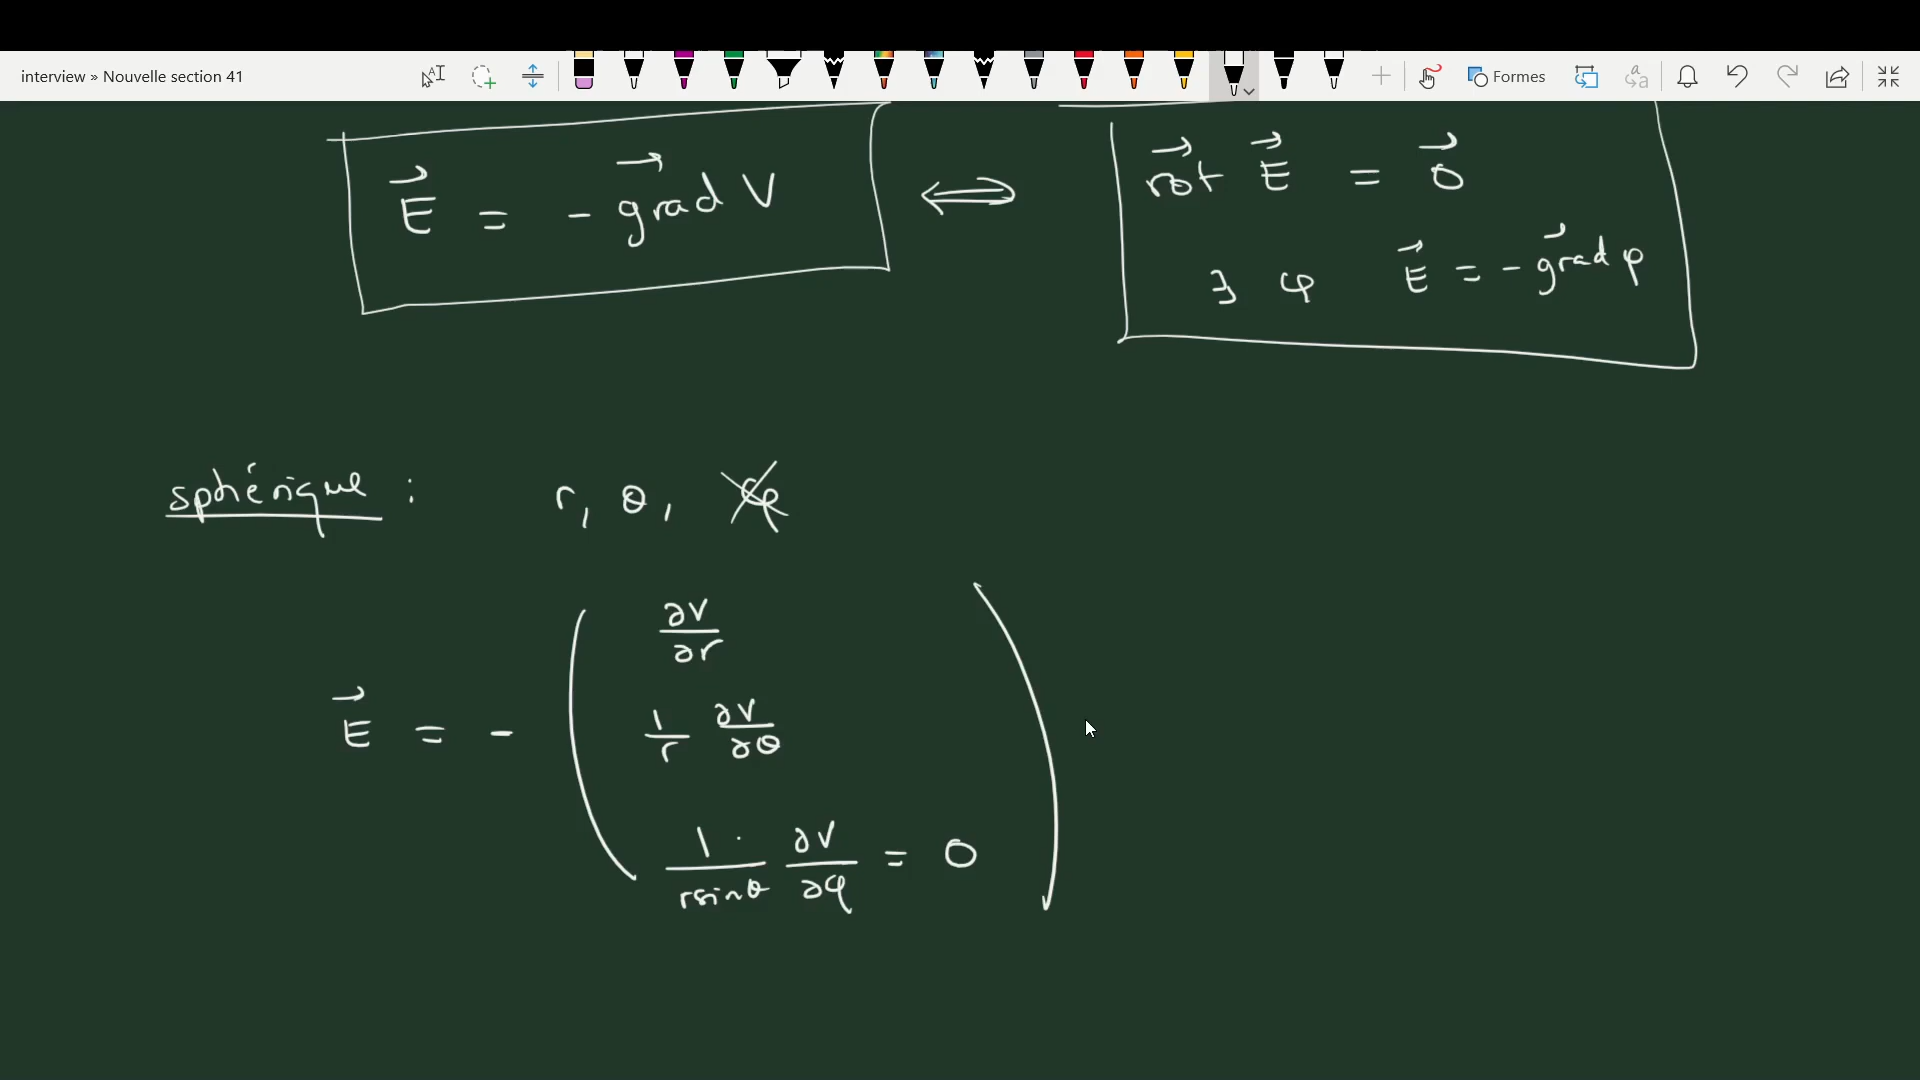 interview » Nouvelle section 41
Formes
E⃗ = - grad⃗ V ⟺ rot⃗ E⃗ = 0⃗
∃ φ E⃗ = - grad⃗ φ
sphérique : r, θ, φ
E⃗ = - ( ∂V/∂r
1/r ∂V/∂θ
1/(r sinθ) ∂V/∂φ = 0 )